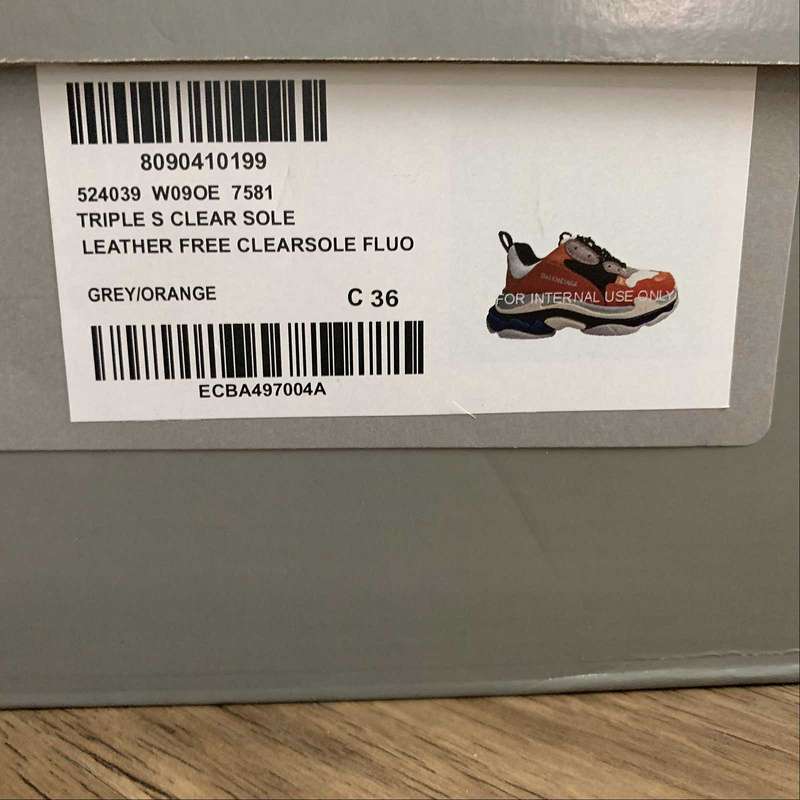 8090410199
524039 W09OE 7581
TRIPLE S CLEAR SOLE
LEATHER FREE CLEARSOLE FLUO
GREY/ORANGE C 36
ECBA497004A
BALENCIAGA
FOR INTERNAL USE ONLY